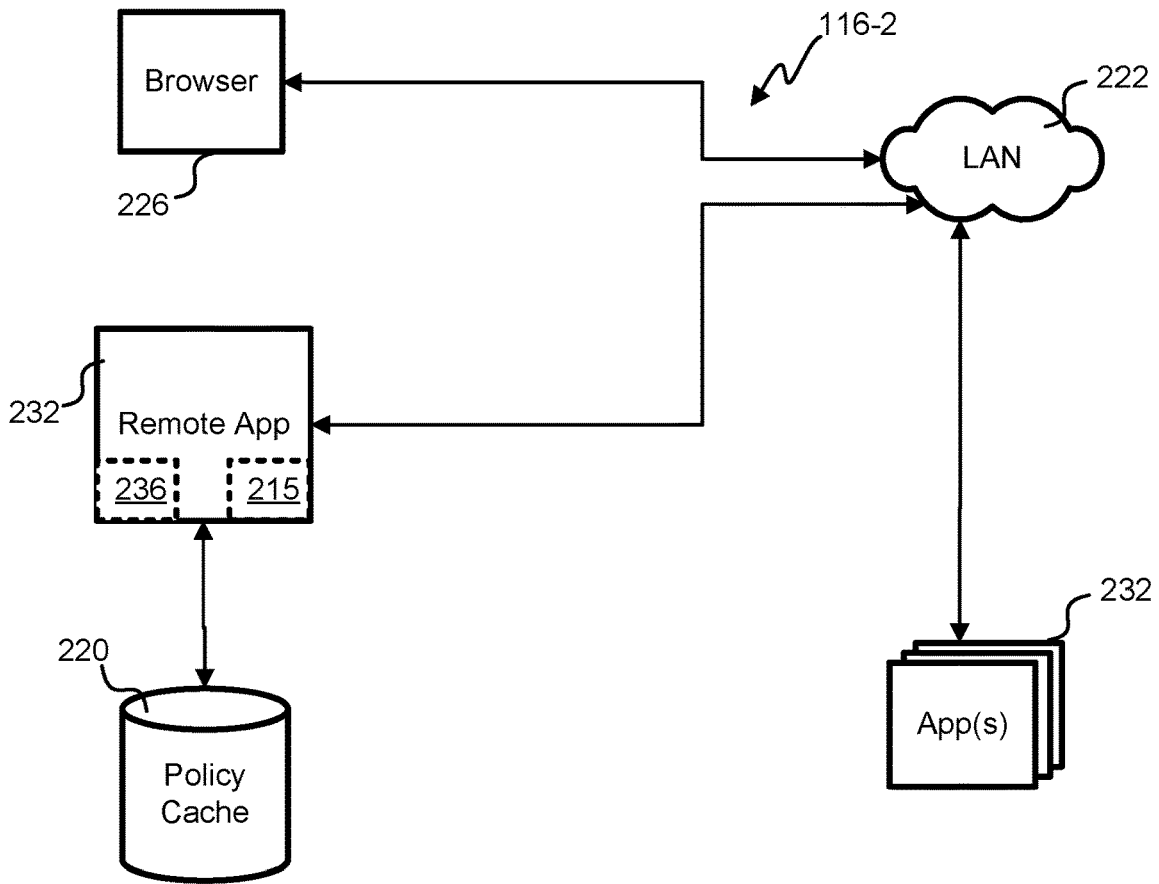 116-2
Browser
222
LAN
226
232
Remote App
236
215
232
220
App(s)
Policy
Cache